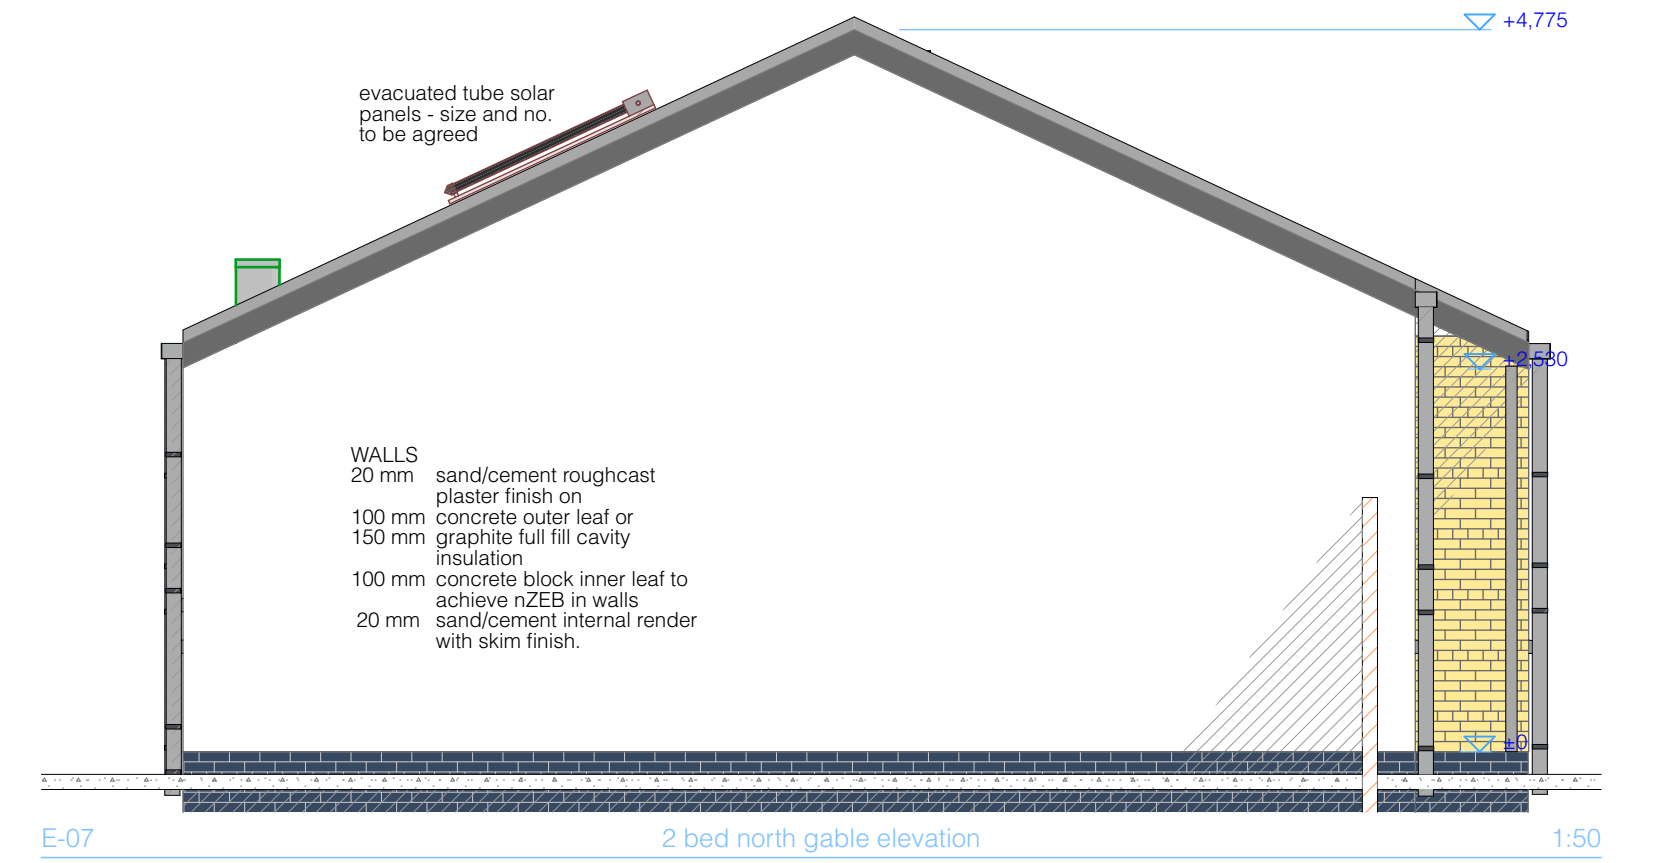 +4,775
evacuated tube solar
panels - size and no.
to be agreed
+2,530
WALLS
20 mm sand/cement roughcast
plaster finish on
100 mm concrete outer leaf or
150 mm graphite full fill cavity
insulation
100 mm concrete block inner leaf to
achieve nZEB in walls
20 mm sand/cement internal render
with skim finish.
±0
E-07 2 bed north gable elevation 1:50